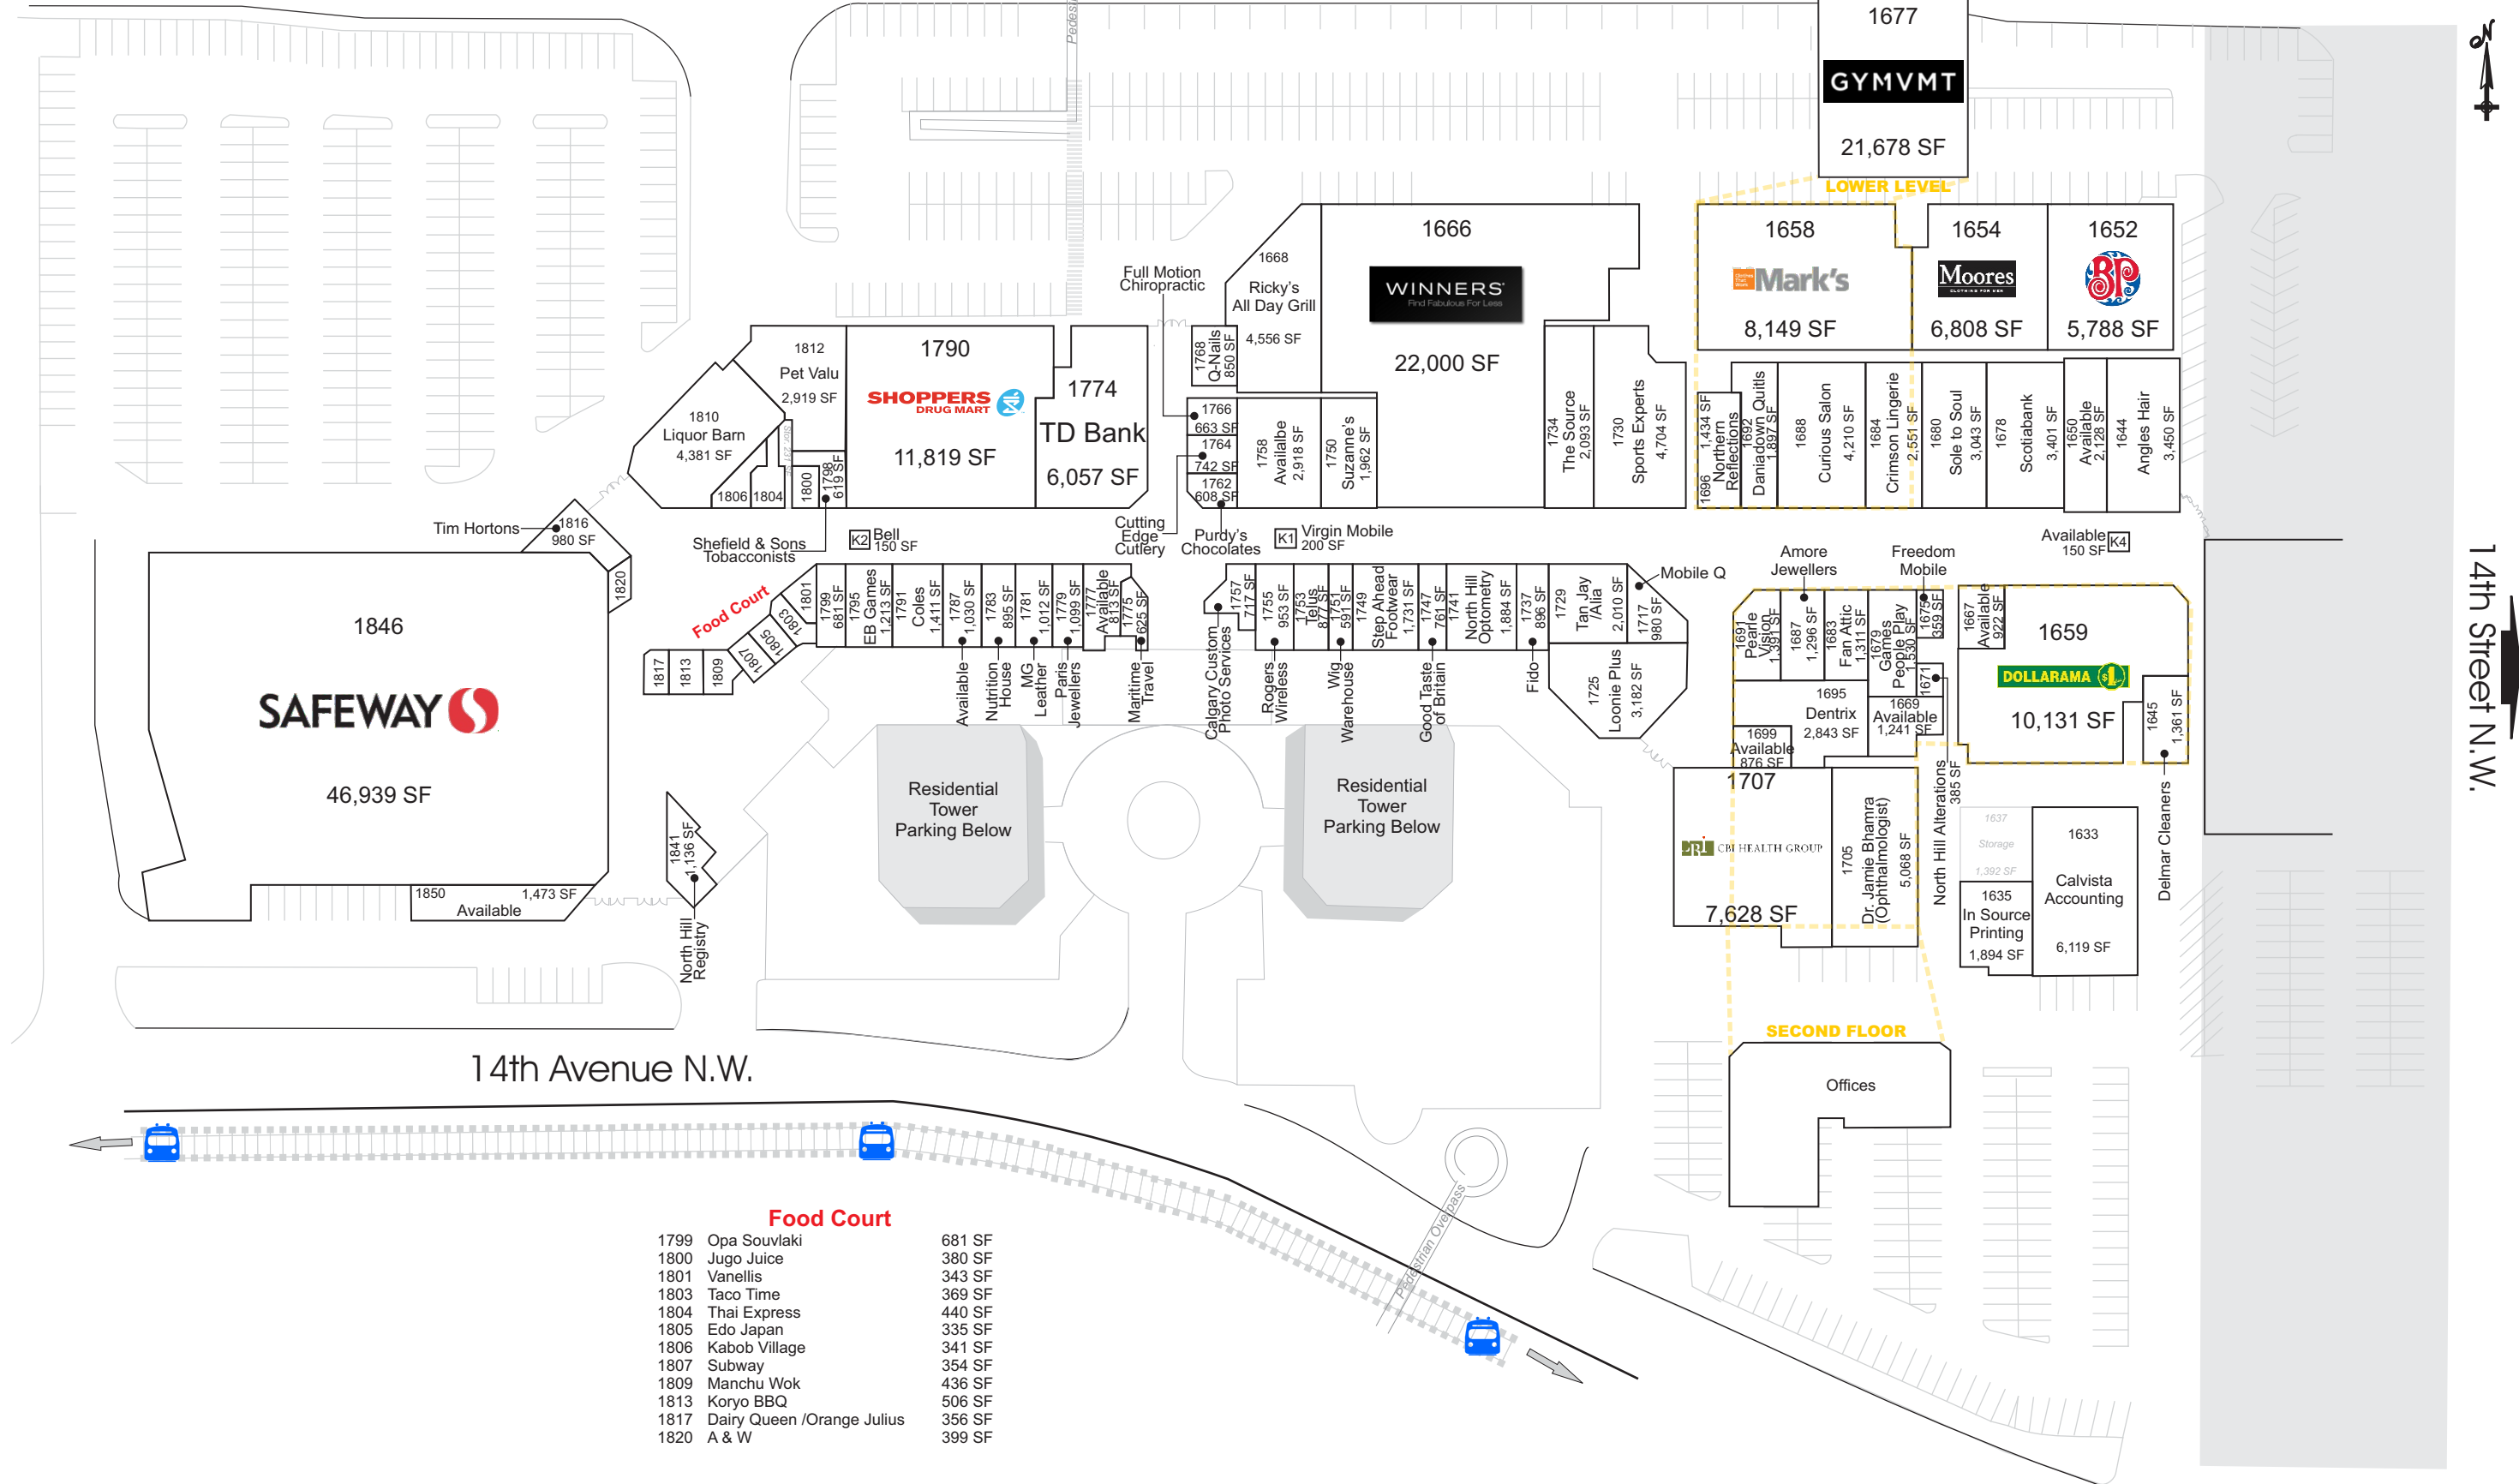 Pedest
1677
GYMVMT
21,678 SF
LOWER LEVEL
N
1658
Mark's
8,149 SF
1654
Moores
CLOTHING FOR MEN
6,808 SF
1652
BP
5,788 SF
1666
WINNERS
Find Fabulous For Less
22,000 SF
1668
Ricky's
All Day Grill
4,556 SF
Full Motion
Chiropractic
1768
Q-Nails
850 SF
1766
663 SF
1764
742 SF
1762
608 SF
1758
Availalbe
2,918 SF
1750
Suzanne's
1,962 SF
1734
The Source
2,093 SF
1730
Sports Experts
4,704 SF
1696 1,434 SF
Northern
Reflections
1692
Daniadown Quitls
1,897 SF
1688
Curious Salon
4,210 SF
1684
Crimson Lingerie
2,551 SF
1680
Sole to Soul
3,043 SF
1678
Scotiabank
3,401 SF
1650
Available
2,128 SF
1644
Angles Hair
3,450 SF
1812
Pet Valu
2,919 SF
1790
SHOPPERS
DRUG MART
11,819 SF
1774
TD Bank
6,057 SF
1810
Liquor Barn
4,381 SF
1806
1804
1800
1798
619 SF
Tim Hortons
1816
980 SF
1820
Shefield & Sons
Tobacconists
K2
Bell
150 SF
Cutting
Edge
Cutlery
Purdy's
Chocolates
K1
Virgin Mobile
200 SF
Available
150 SF
K4
1846
SAFEWAY
46,939 SF
1850
1,473 SF
Available
Food Court
1817
1813
1809
1807
1805
1803
1801
1799
681 SF
1795
EB Games
1,213 SF
1791
Coles
1,411 SF
1787
1,030 SF
Available
1783
895 SF
Nutrition
House
1781
1,012 SF
MG
Leather
1779
1,099 SF
Paris
Jewellers
1777
Available
813 SF
1775
625 SF
Maritime
Travel
1757
717 SF
Calgary Custom
Photo Services
1755
953 SF
Rogers
Wireless
1753
Telus
877 SF
1751
591 SF
Wig
Warehouse
1749
Step Ahead
Footwear
1,731 SF
1747
761 SF
Good Taste
of Britain
1741
North Hill
Optometry
1,884 SF
1737
896 SF
Fido
1729
Tan Jay
/Alia
2,010 SF
Mobile Q
1717
980 SF
1725
Loonie Plus
3,182 SF
Amore
Jewellers
Freedom
Mobile
1691
Pearle
Vision
1,391 SF
1687
1,296 SF
1683
Fan Attic
1,311 SF
1679
Games
People Play
1,530 SF
1675
359 SF
1671
1667
Available
922 SF
1659
DOLLARAMA $1
10,131 SF
1645
1,361 SF
Delmar Cleaners
1695
Dentrix
2,843 SF
1669
Available
1,241 SF
1699
Available
876 SF
1707
CBI HEALTH GROUP
7,628 SF
1705
Dr. Jamie Bhamra
(Ophthalmologist)
5,068 SF
North Hill Alterations
385 SF
1637
Storage
1,392 SF
1635
In Source
Printing
1,894 SF
1633
Calvista
Accounting
6,119 SF
14th Street N.W.
1841
1,136 SF
North Hill
Registry
Residential
Tower
Parking Below
Residential
Tower
Parking Below
SECOND FLOOR
Offices
14th Avenue N.W.
Pedestrian Overpass
Food Court
1799 Opa Souvlaki 681 SF
1800 Jugo Juice 380 SF
1801 Vanellis 343 SF
1803 Taco Time 369 SF
1804 Thai Express 440 SF
1805 Edo Japan 335 SF
1806 Kabob Village 341 SF
1807 Subway 354 SF
1809 Manchu Wok 436 SF
1813 Koryo BBQ 506 SF
1817 Dairy Queen /Orange Julius 356 SF
1820 A & W 399 SF